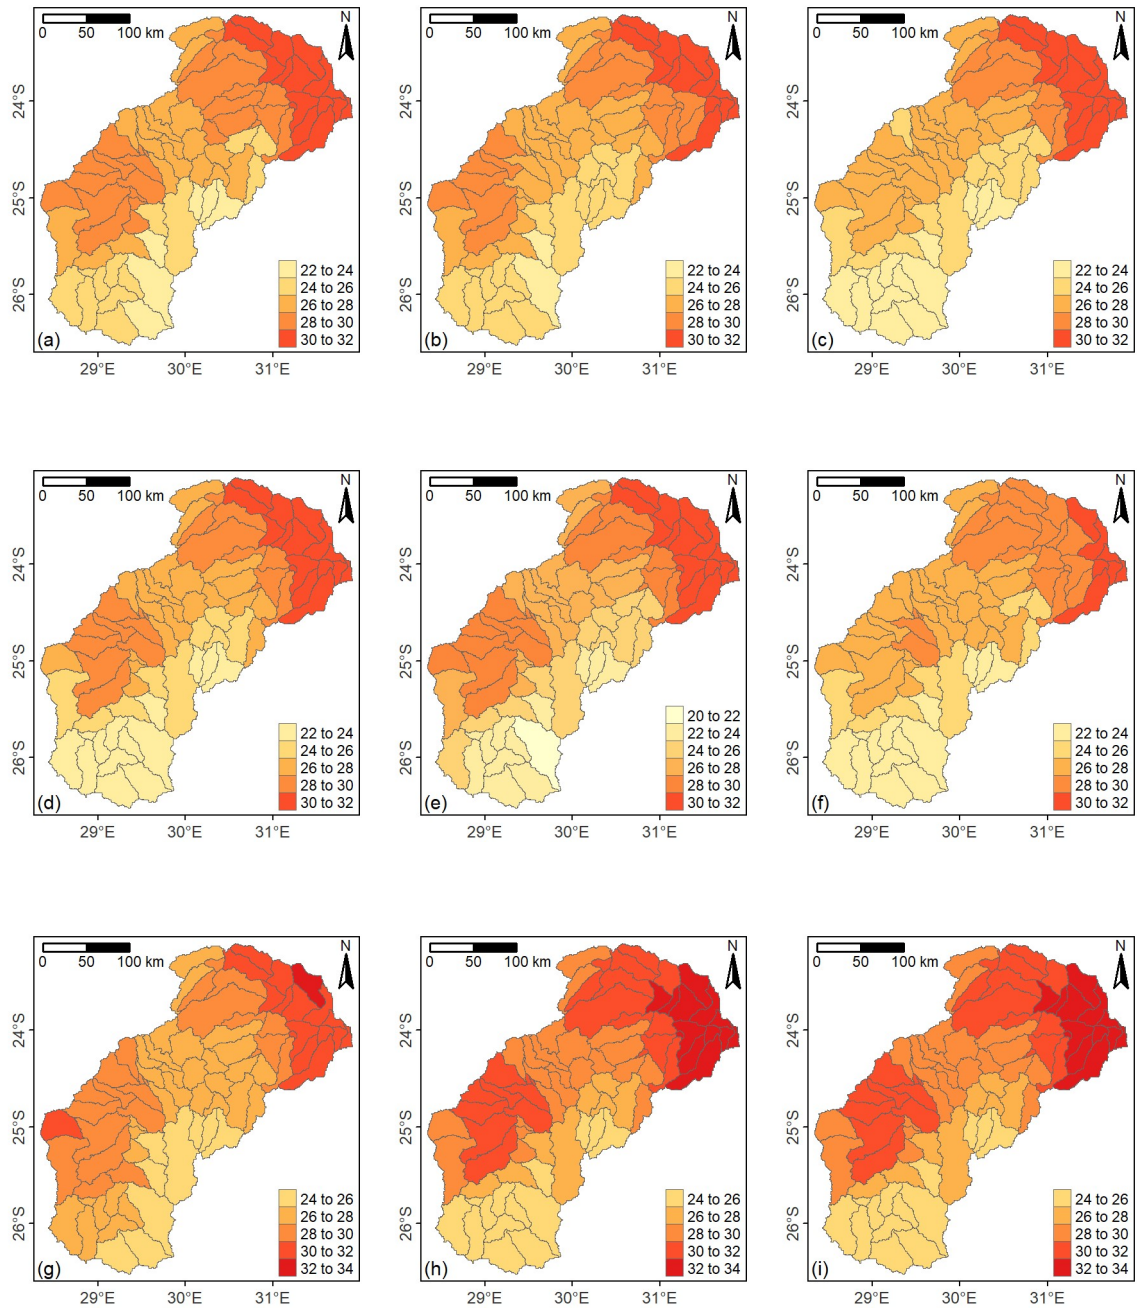 N
0 50 100 km
24°S
25°S
26°S
22 to 24
24 to 26
26 to 28
28 to 30
30 to 32
(a)
29°E 30°E 31°E
N
0 50 100 km
24°S
25°S
26°S
22 to 24
24 to 26
26 to 28
28 to 30
30 to 32
(b)
29°E 30°E 31°E
N
0 50 100 km
24°S
25°S
26°S
22 to 24
24 to 26
26 to 28
28 to 30
30 to 32
(c)
29°E 30°E 31°E
N
0 50 100 km
24°S
25°S
26°S
22 to 24
24 to 26
26 to 28
28 to 30
30 to 32
(d)
29°E 30°E 31°E
N
0 50 100 km
24°S
25°S
26°S
20 to 22
22 to 24
24 to 26
26 to 28
28 to 30
30 to 32
(e)
29°E 30°E 31°E
N
0 50 100 km
24°S
25°S
26°S
22 to 24
24 to 26
26 to 28
28 to 30
30 to 32
(f)
29°E 30°E 31°E
N
0 50 100 km
24°S
25°S
26°S
24 to 26
26 to 28
28 to 30
30 to 32
32 to 34
(g)
29°E 30°E 31°E
N
0 50 100 km
24°S
25°S
26°S
24 to 26
26 to 28
28 to 30
30 to 32
32 to 34
(h)
29°E 30°E 31°E
N
0 50 100 km
24°S
25°S
26°S
24 to 26
26 to 28
28 to 30
30 to 32
32 to 34
(i)
29°E 30°E 31°E